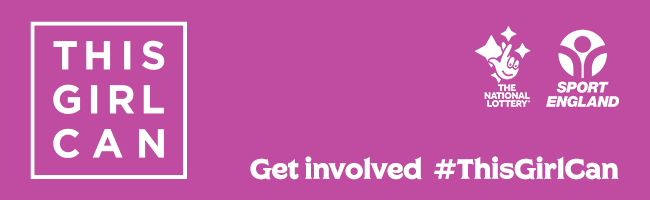 THIS
GIRL
CAN
THE
NATIONAL
LOTTERY®
SPORT
ENGLAND
Get involved #ThisGirlCan